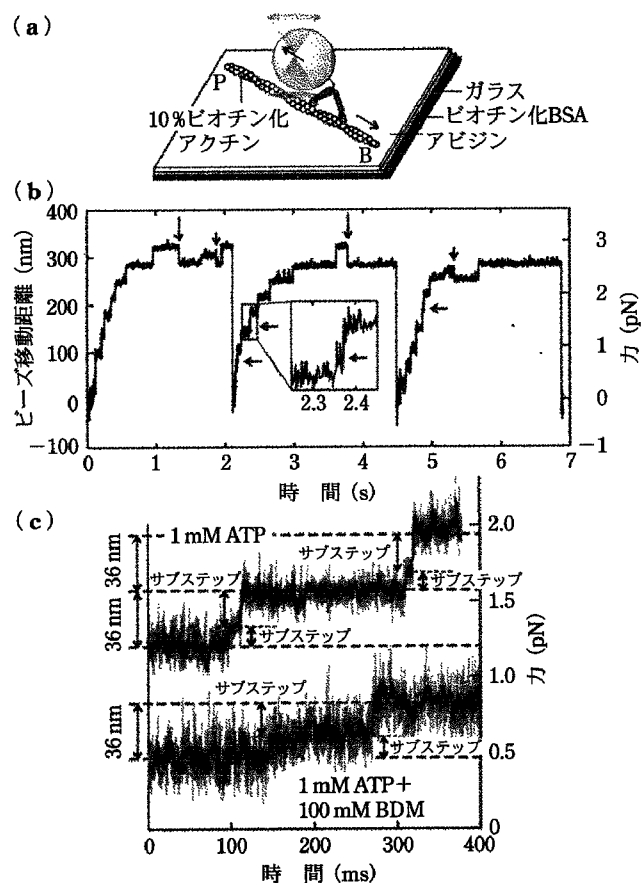 (a)
P
10%ビオチン化
アクチン
B
ガラス
ビオチン化BSA
アビジン
(b)
ビーズ移動距離 (nm)
400
300
200
100
0
−100
2.3 2.4
3
2
1
0
−1
力 (pN)
0 1 2 3 4 5 6 7
時 間 (s)
(c)
1 mM ATP
36 nm
36 nm
サブステップ
サブステップ
サブステップ
サブステップ
36 nm
サブステップ
サブステップ
1 mM ATP+
100 mM BDM
2.0
1.5
1.0
0.5
0
力 (pN)
0 100 200 300 400
時 間 (ms)